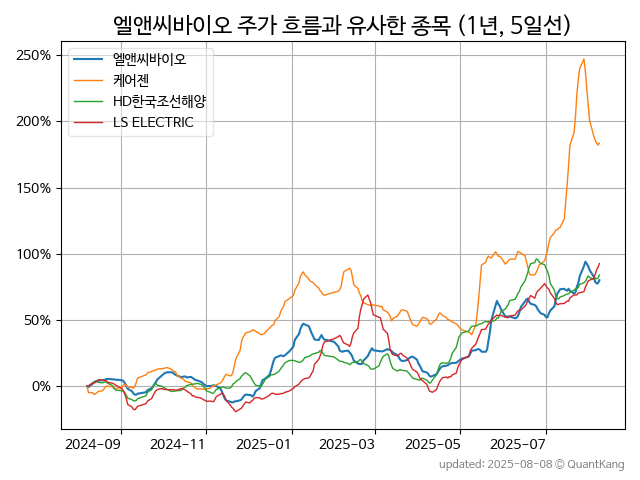 엘앤씨바이오 주가 흐름과 유사한 종목 (1년, 5일선)
250%
200%
150%
100%
50%
0%
엘앤씨바이오
케어젠
HD한국조선해양
LS ELECTRIC
2024-09
2024-11
2025-01
2025-03
2025-05
2025-07
updated: 2025-08-08 © QuantKang